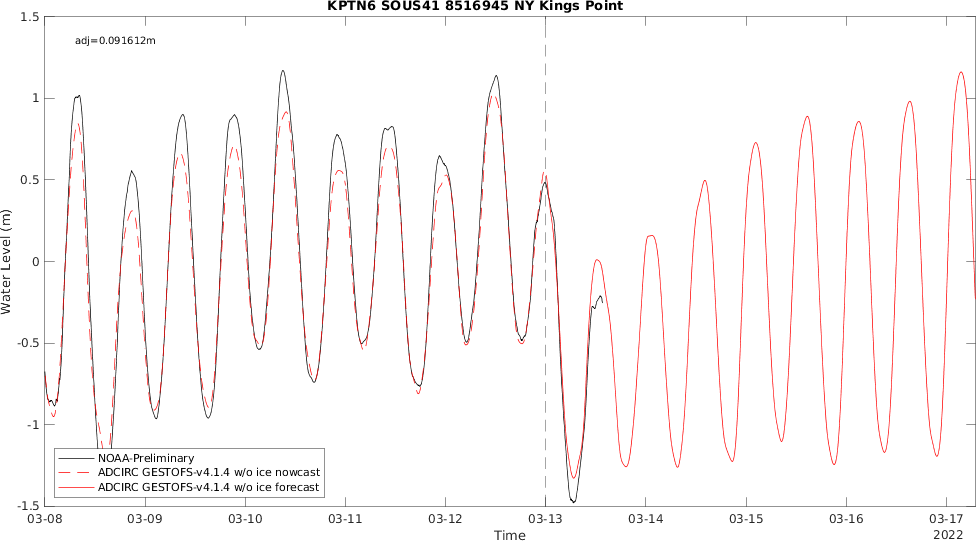 KPTN6 SOUS41 8516945 NY Kings Point
adj=0.091612m
1.5
1
0.5
0
-0.5
-1
-1.5
Water Level (m)
NOAA-Preliminary
ADCIRC GESTOFS-v4.1.4 w/o ice nowcast
ADCIRC GESTOFS-v4.1.4 w/o ice forecast
03-08 03-09 03-10 03-11 03-12 03-13 03-14 03-15 03-16 03-17
Time
2022